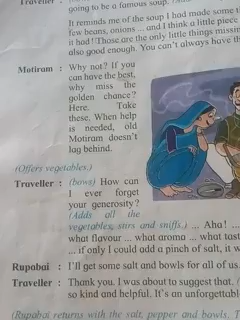 Traveller :
going to be a famous soup.
It reminds me of the soup I had made some
few beans, onions ... and I think a little piece
it had! Those are the only little things missin
also good enough. You can't always have th
Motiram : Why not? If you
can have the best,
why miss the
golden chance?
Here. Take
these. When help
is needed, old
Motiram doesn't
lag behind.
(Offers vegetables.)
Traveller : (bows) How can
I ever forget
your generosity?
(Adds all the
vegetables, stirs and sniffs.) ... Aha! ...
what flavour ... what aroma ... what tast
... if only I could add a pinch of salt, it w
Rupabai : I'll get some salt and bowls for all of us.
Traveller : Thank you. I was about to suggest that.
so kind and helpful. It's an unforgettabl
(Rupabai returns with the salt, pepper and bowls. T